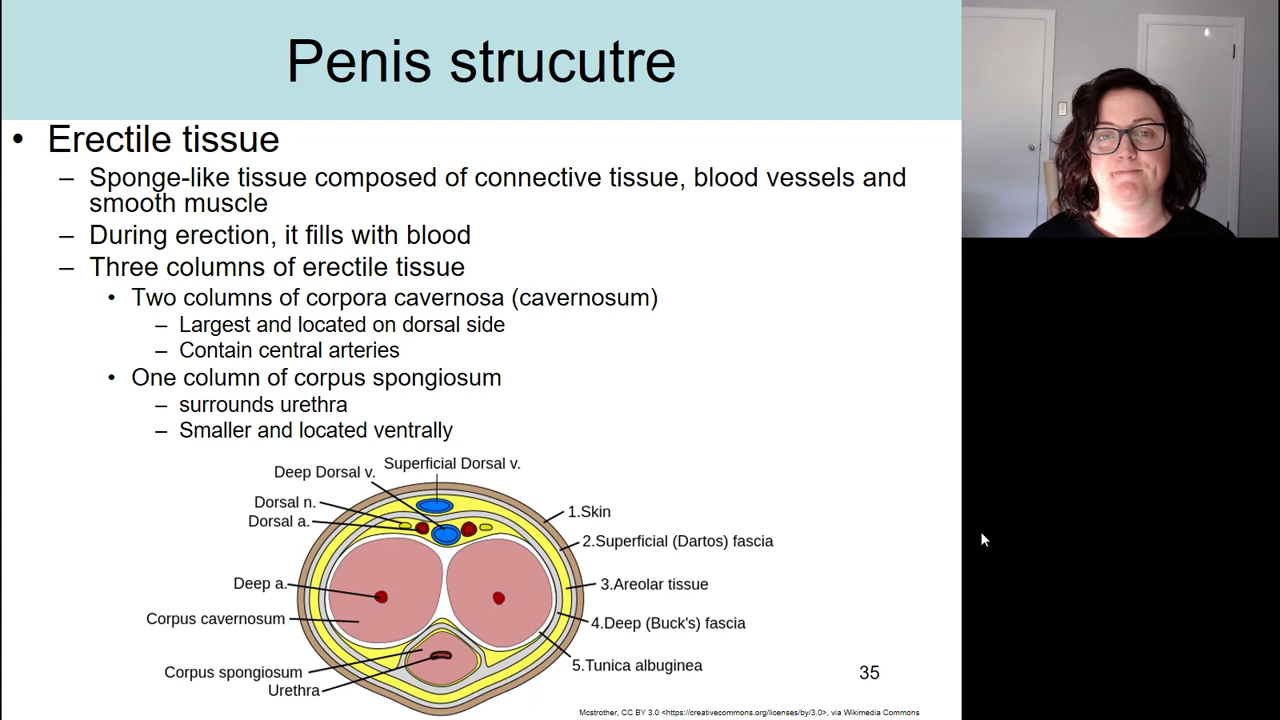 Penis strucutre
• Erectile tissue
– Sponge-like tissue composed of connective tissue, blood vessels and
smooth muscle
– During erection, it fills with blood
– Three columns of erectile tissue
• Two columns of corpora cavernosa (cavernosum)
– Largest and located on dorsal side
– Contain central arteries
• One column of corpus spongiosum
– surrounds urethra
– Smaller and located ventrally
Superficial Dorsal v.
Deep Dorsal v.
Dorsal n.
Dorsal a.
Deep a.
Corpus cavernosum
Corpus spongiosum
Urethra
1.Skin
2.Superficial (Dartos) fascia
3.Areolar tissue
4.Deep (Buck's) fascia
5.Tunica albuginea
35
Mcstrother, CC BY 3.0 <https://creativecommons.org/licenses/by/3.0>, via Wikimedia Commons